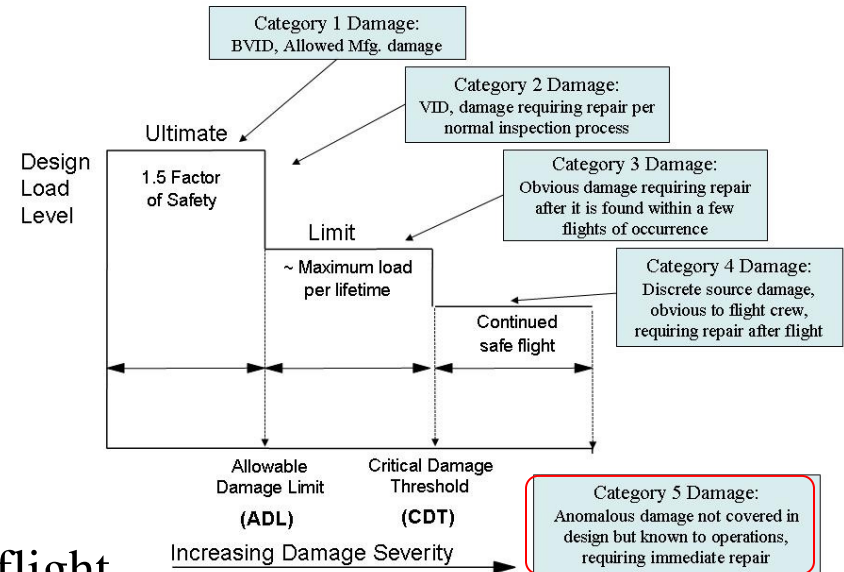 Category 1 Damage:
BVID, Allowed Mfg. damage
Category 2 Damage:
VID, damage requiring repair per
normal inspection process
Ultimate
Design
Load
Level
1.5 Factor
of Safety
Category 3 Damage:
Obvious damage requiring repair
after it is found within a few
flights of occurrence
Limit
~ Maximum load
per lifetime
Category 4 Damage:
Discrete source damage,
obvious to flight crew,
requiring repair after flight
Continued
safe flight
Allowable
Damage Limit
(ADL)
Critical Damage
Threshold
(CDT)
Category 5 Damage:
Anomalous damage not covered in
design but known to operations,
requiring immediate repair
flight
Increasing Damage Severity